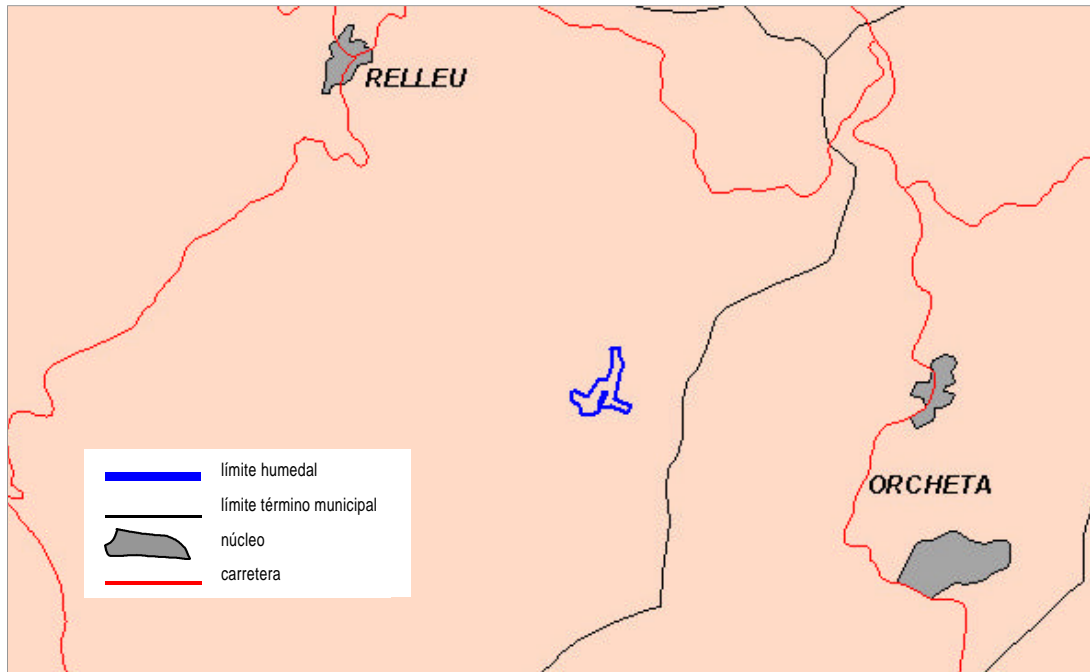 RELLEU
límite humedal
límite término municipal
ORCHETA
núcleo
carretera